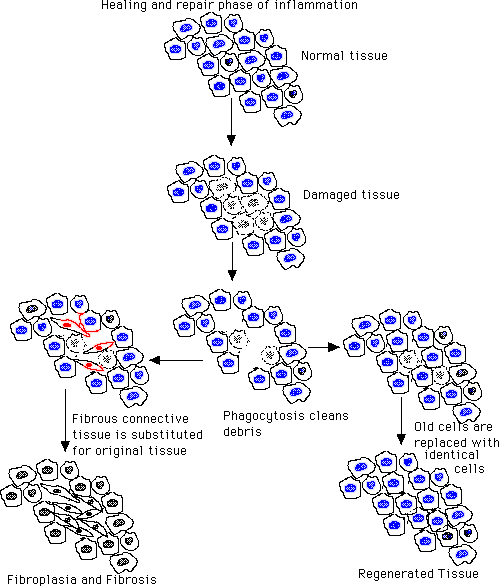 Healing and repair phase of inflammation
Normal tissue
Damaged tissue
Phagocytosis cleans
debris
Fibrous connective
tissue is substituted
for original tissue
Old cells are
replaced with
identical
cells
Fibroplasia and Fibrosis
Regenerated Tissue